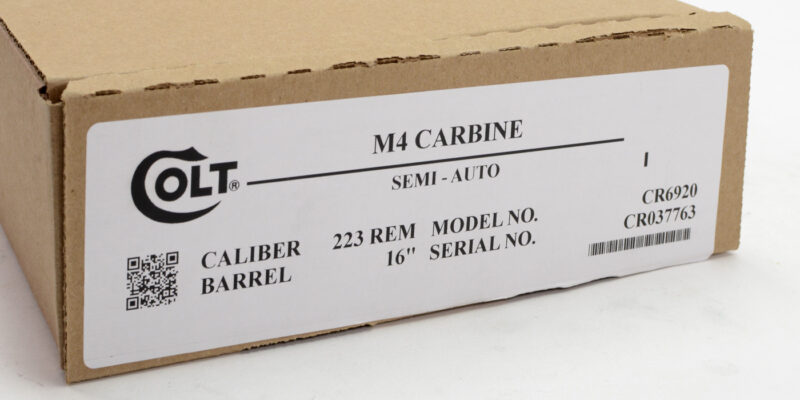 M4 CARBINE
COLT®
SEMI - AUTO
CALIBER 223 REM MODEL NO. CR6920
BARREL 16" SERIAL NO. CR037763